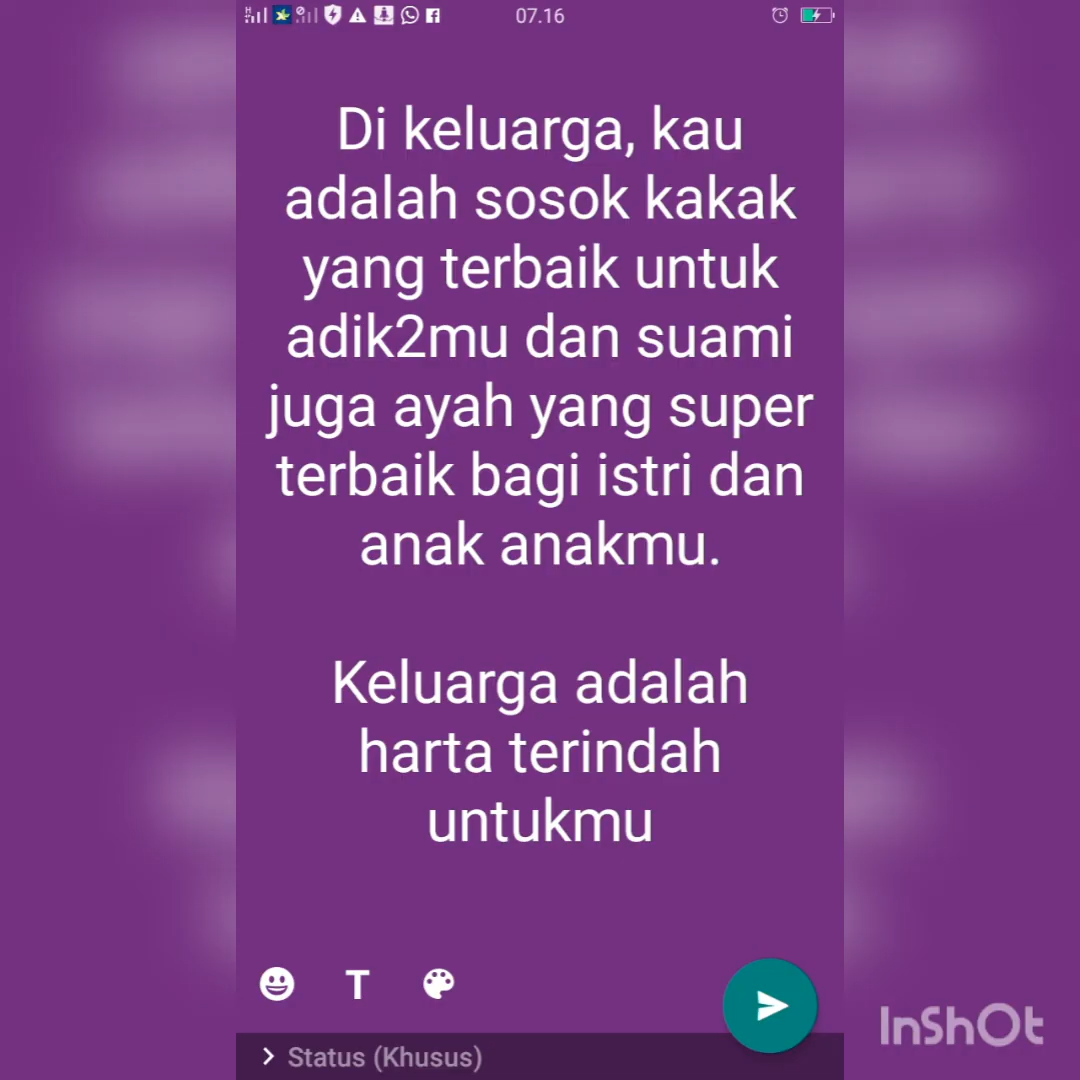 07.16
Di keluarga, kau
adalah sosok kakak
yang terbaik untuk
adik2mu dan suami
juga ayah yang super
terbaik bagi istri dan
anak anakmu.
Keluarga adalah
harta terindah
untukmu
T
Status (Khusus)
InShOt